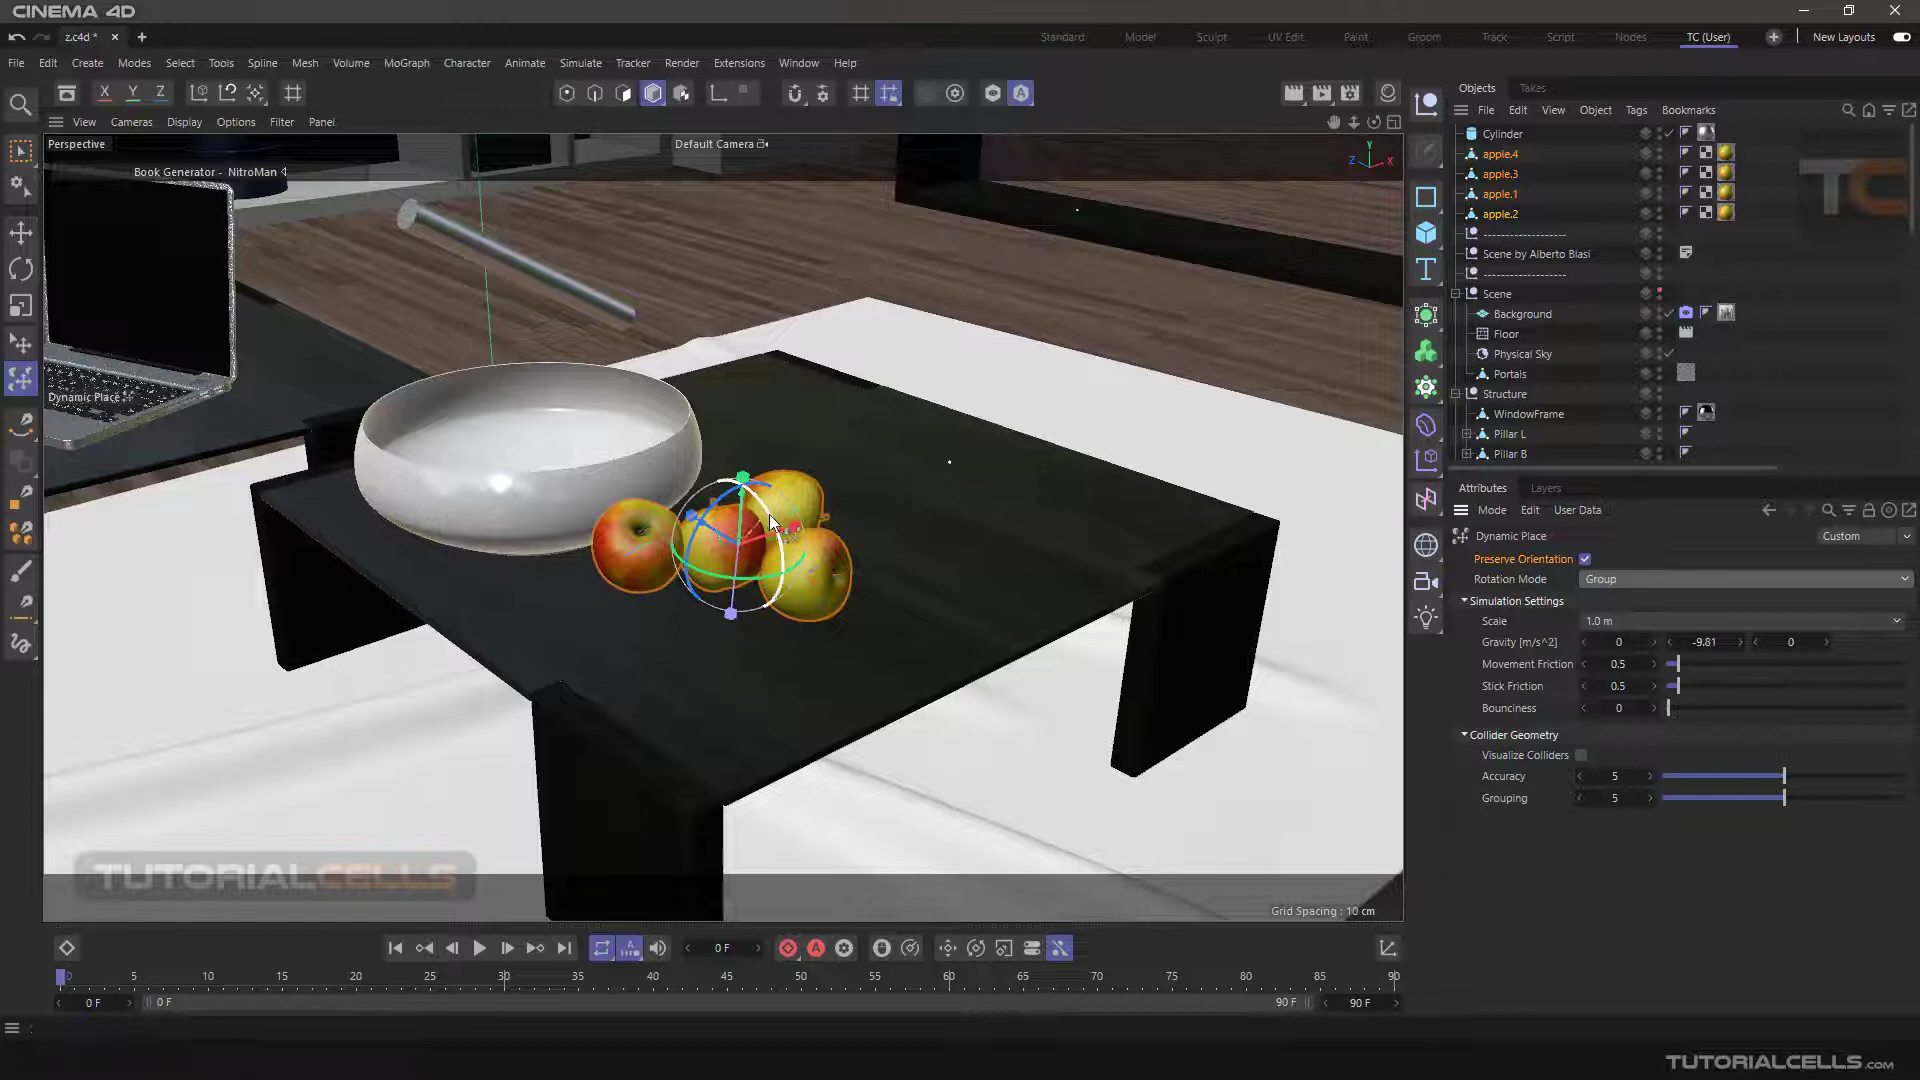 CINEMA 4D
z.c4d *
Standard
Model
Sculpt
UV Edit
Paint
Groom
Track
Script
Nodes
TC (User)
New Layouts
File
Edit
Create
Modes
Select
Tools
Spline
Mesh
Volume
MoGraph
Character
Animate
Simulate
Tracker
Render
Extensions
Window
Help
X
Y
Z
View
Cameras
Display
Options
Filter
Panel
Perspective
Default Camera
Book Generator - NitroMan
Y
Z
X
Dynamic Place
TUTORIALCELLS
Grid Spacing : 10 cm
Objects
Takes
File
Edit
View
Object
Tags
Bookmarks
Cylinder
apple.4
apple.3
apple.1
apple.2
--------------------
Scene by Alberto Blasi
--------------------
Scene
Background
Floor
Physical Sky
Portals
Structure
WindowFrame
Pillar L
Pillar B
TC
Attributes
Layers
Mode
Edit
User Data
Dynamic Place
Custom
Preserve Orientation
Rotation Mode
Group
Simulation Settings
Scale
1.0 m
Gravity [m/s^2]
0
-9.81
0
Movement Friction
0.5
Stick Friction
0.5
Bounciness
0
Collider Geometry
Visualize Colliders
Accuracy
5
Grouping
5
0 F
0
5
10
15
20
25
30
35
40
45
50
55
60
65
70
75
80
85
90
0 F
0 F
90 F
90 F
TUTORIALCELLS.com